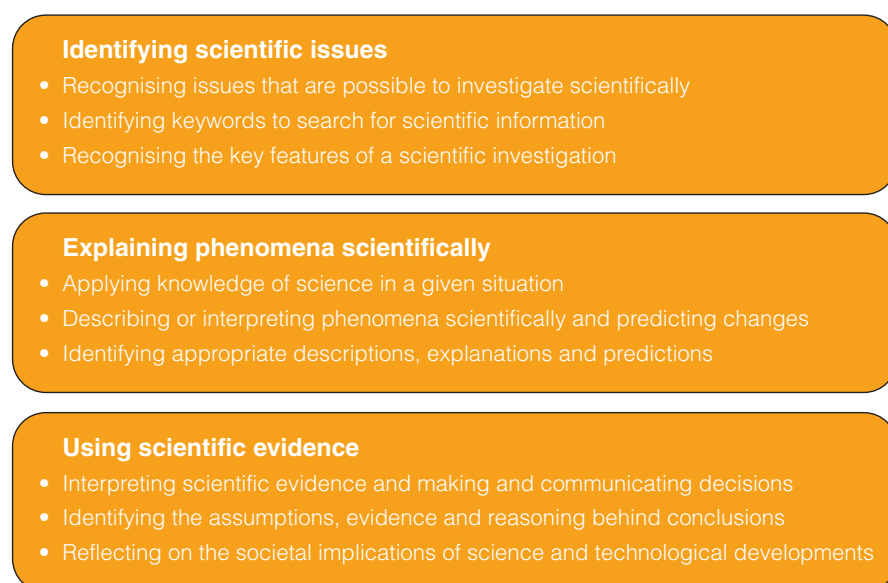 Identifying scientific issues
• Recognising issues that are possible to investigate scientifically
• Identifying keywords to search for scientific information
• Recognising the key features of a scientific investigation
Explaining phenomena scientifically
• Applying knowledge of science in a given situation
• Describing or interpreting phenomena scientifically and predicting changes
• Identifying appropriate descriptions, explanations and predictions
Using scientific evidence
• Interpreting scientific evidence and making and communicating decisions
• Identifying the assumptions, evidence and reasoning behind conclusions
• Reflecting on the societal implications of science and technological developments